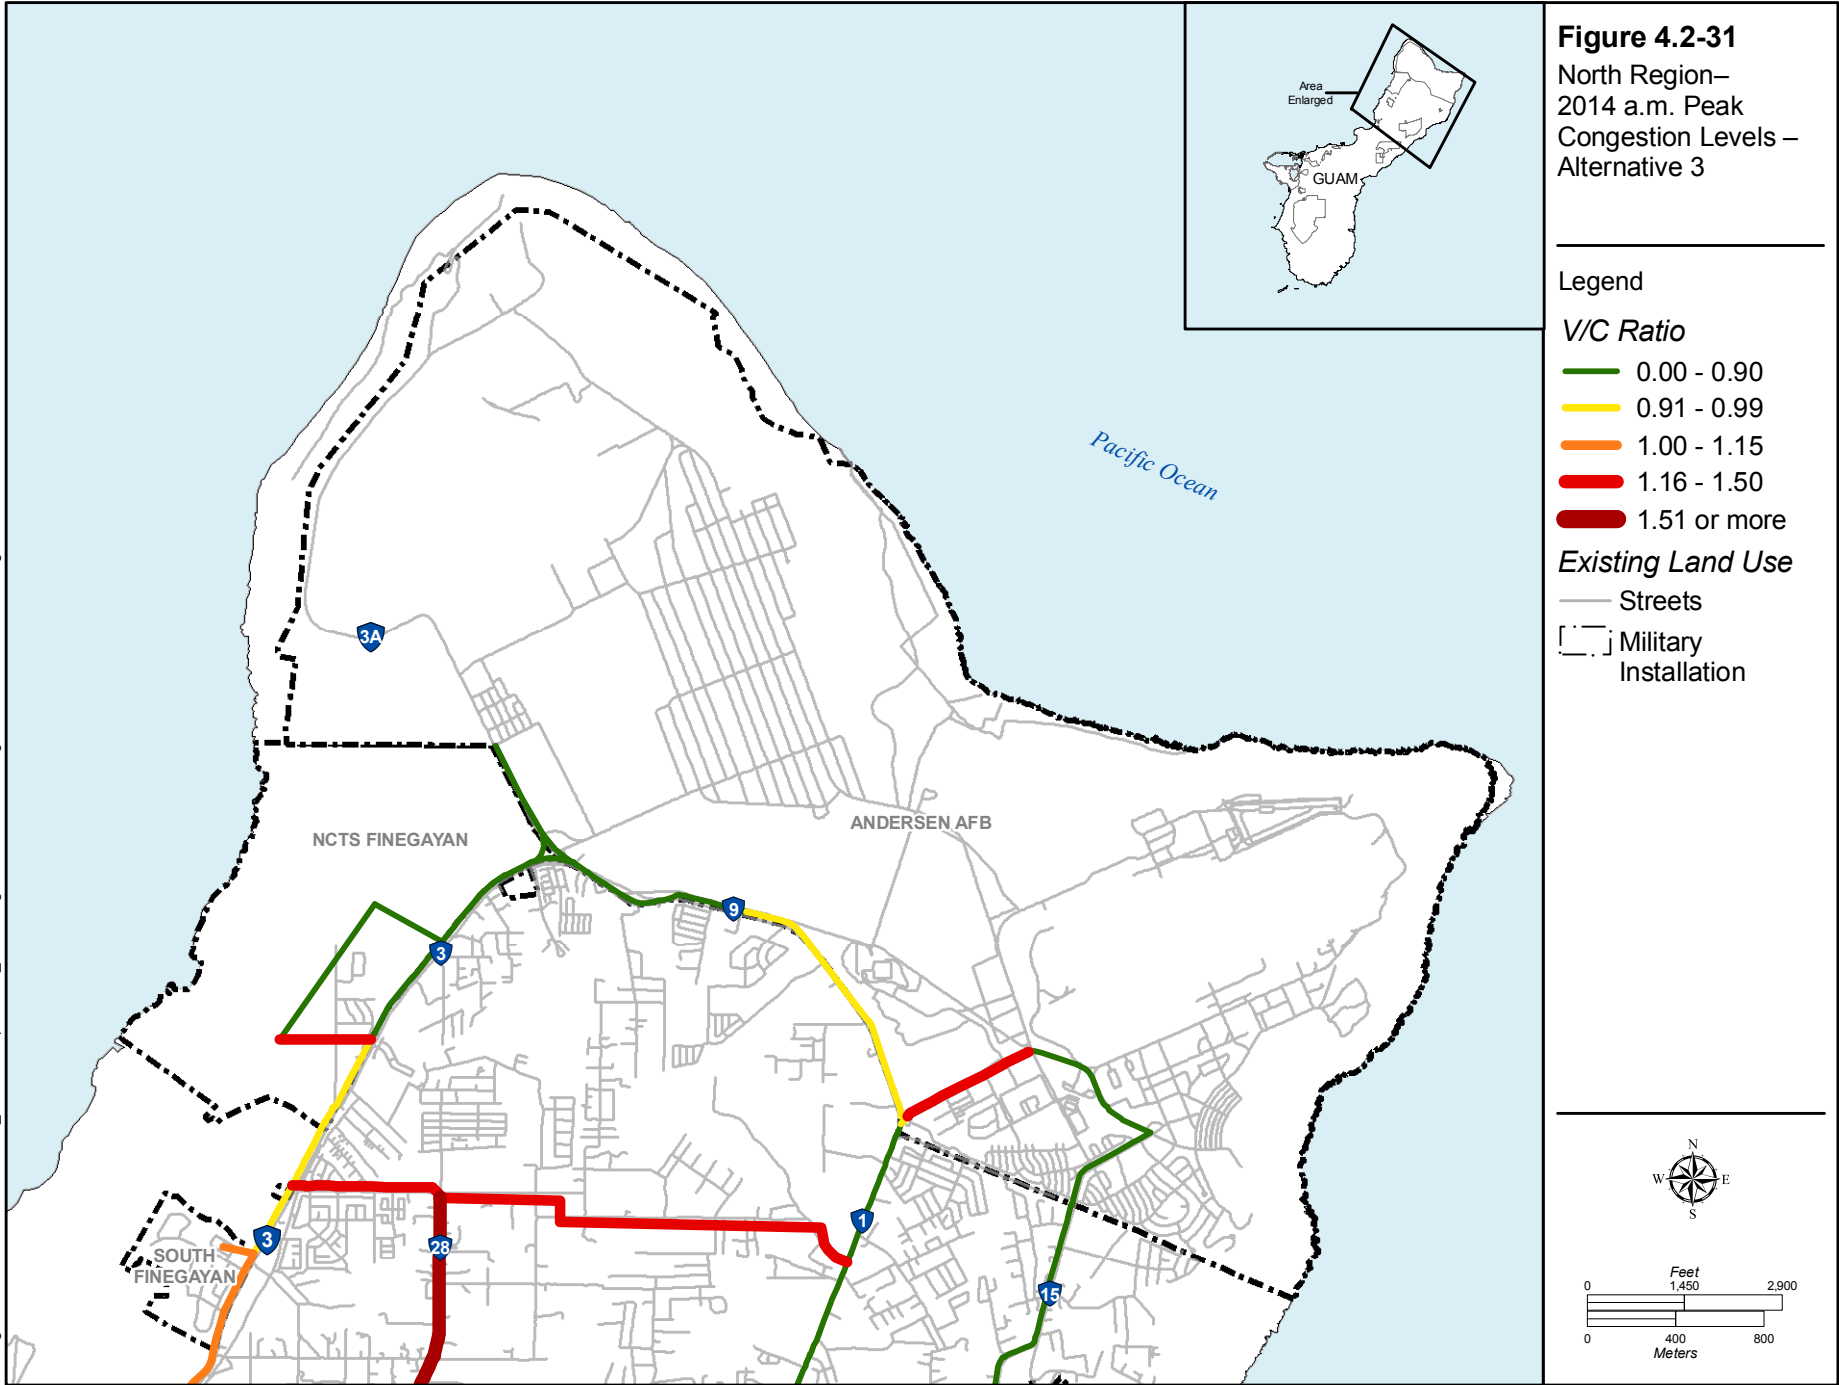 Figure 4.2-31
North Region–
2014 a.m. Peak
Congestion Levels –
Alternative 3
Area
Enlarged
GUAM
Legend
V/C Ratio
0.00 - 0.90
0.91 - 0.99
1.00 - 1.15
1.16 - 1.50
1.51 or more
Existing Land Use
Streets
Military
Installation
Pacific Ocean
3A
NCTS FINEGAYAN
ANDERSEN AFB
9
3
1
3
28
SOUTH
FINEGAYAN
15
N
W E
S
Feet
0 1,450 2,900
0 400 800
Meters